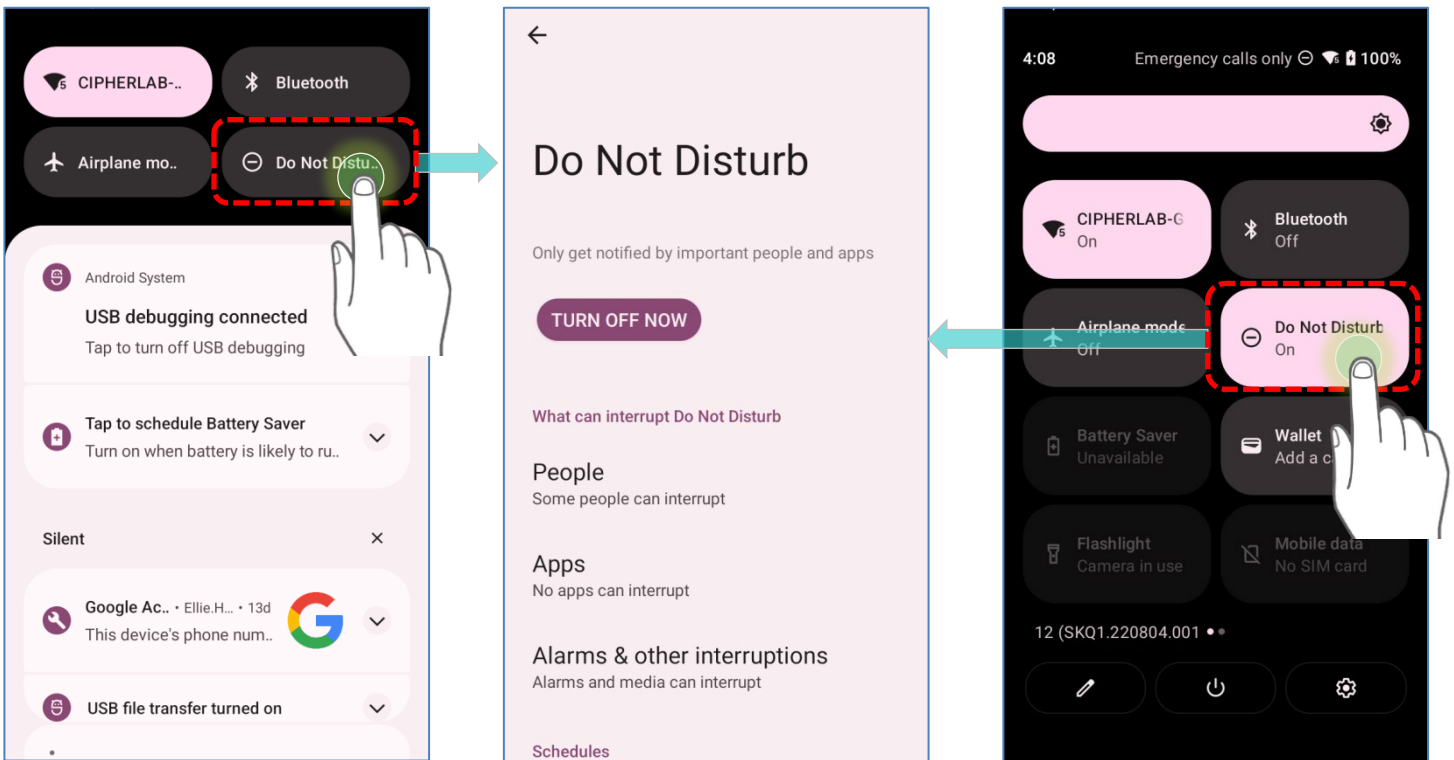 CIPHERLAB-..
Bluetooth
Airplane mo..
Do Not Distu..
Android System
USB debugging connected
Tap to turn off USB debugging
Tap to schedule Battery Saver
Turn on when battery is likely to ru..
Silent
Google Ac.. • Ellie.H... • 13d
This device's phone num..
USB file transfer turned on
Do Not Disturb
Only get notified by important people and apps
TURN OFF NOW
What can interrupt Do Not Disturb
People
Some people can interrupt
Apps
No apps can interrupt
Alarms & other interruptions
Alarms and media can interrupt
Schedules
4:08
Emergency calls only
100%
CIPHERLAB-G
On
Bluetooth
Off
Airplane mode
Off
Do Not Disturb
On
Battery Saver
Unavailable
Wallet
Add a c
Flashlight
Camera in use
Mobile data
No SIM card
12 (SKQ1.220804.001